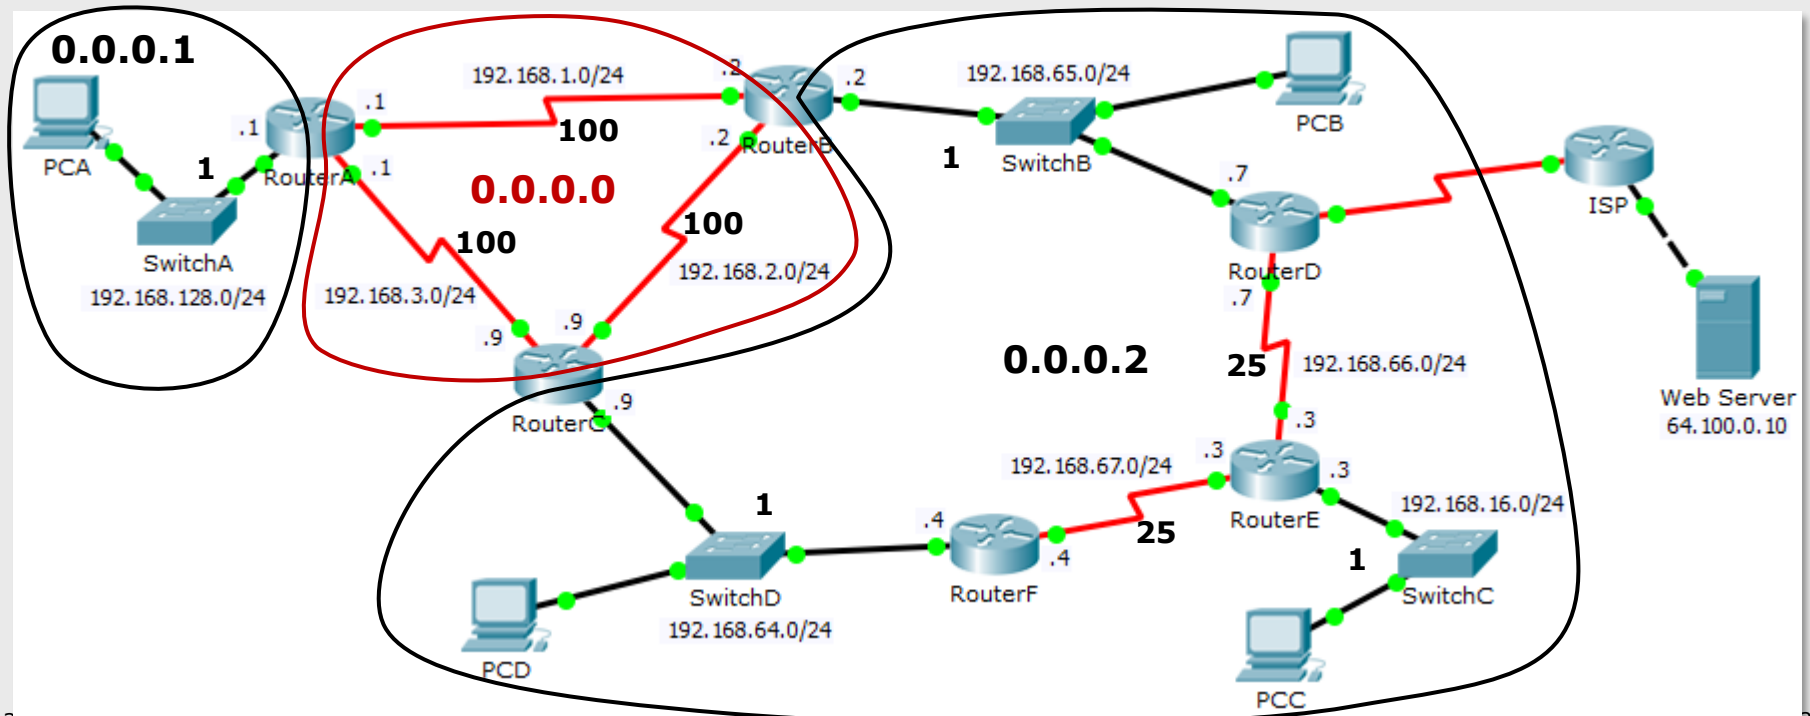 0.0.0.1
PCA
1
.1
RouterA
SwitchA
192.168.128.0/24
.1
.1
192.168.1.0/24
100
.2
.2
RouterB
0.0.0.0
100
100
192.168.3.0/24
192.168.2.0/24
.9
.9
RouterC
.9
.2
192.168.65.0/24
1
SwitchB
PCB
.7
RouterD
.7
ISP
Web Server
64.100.0.10
0.0.0.2
25
192.168.66.0/24
.3
.3
.3
RouterE
192.168.67.0/24
25
192.168.16.0/24
1
SwitchC
PCC
.4
.4
RouterF
1
SwitchD
192.168.64.0/24
PCD